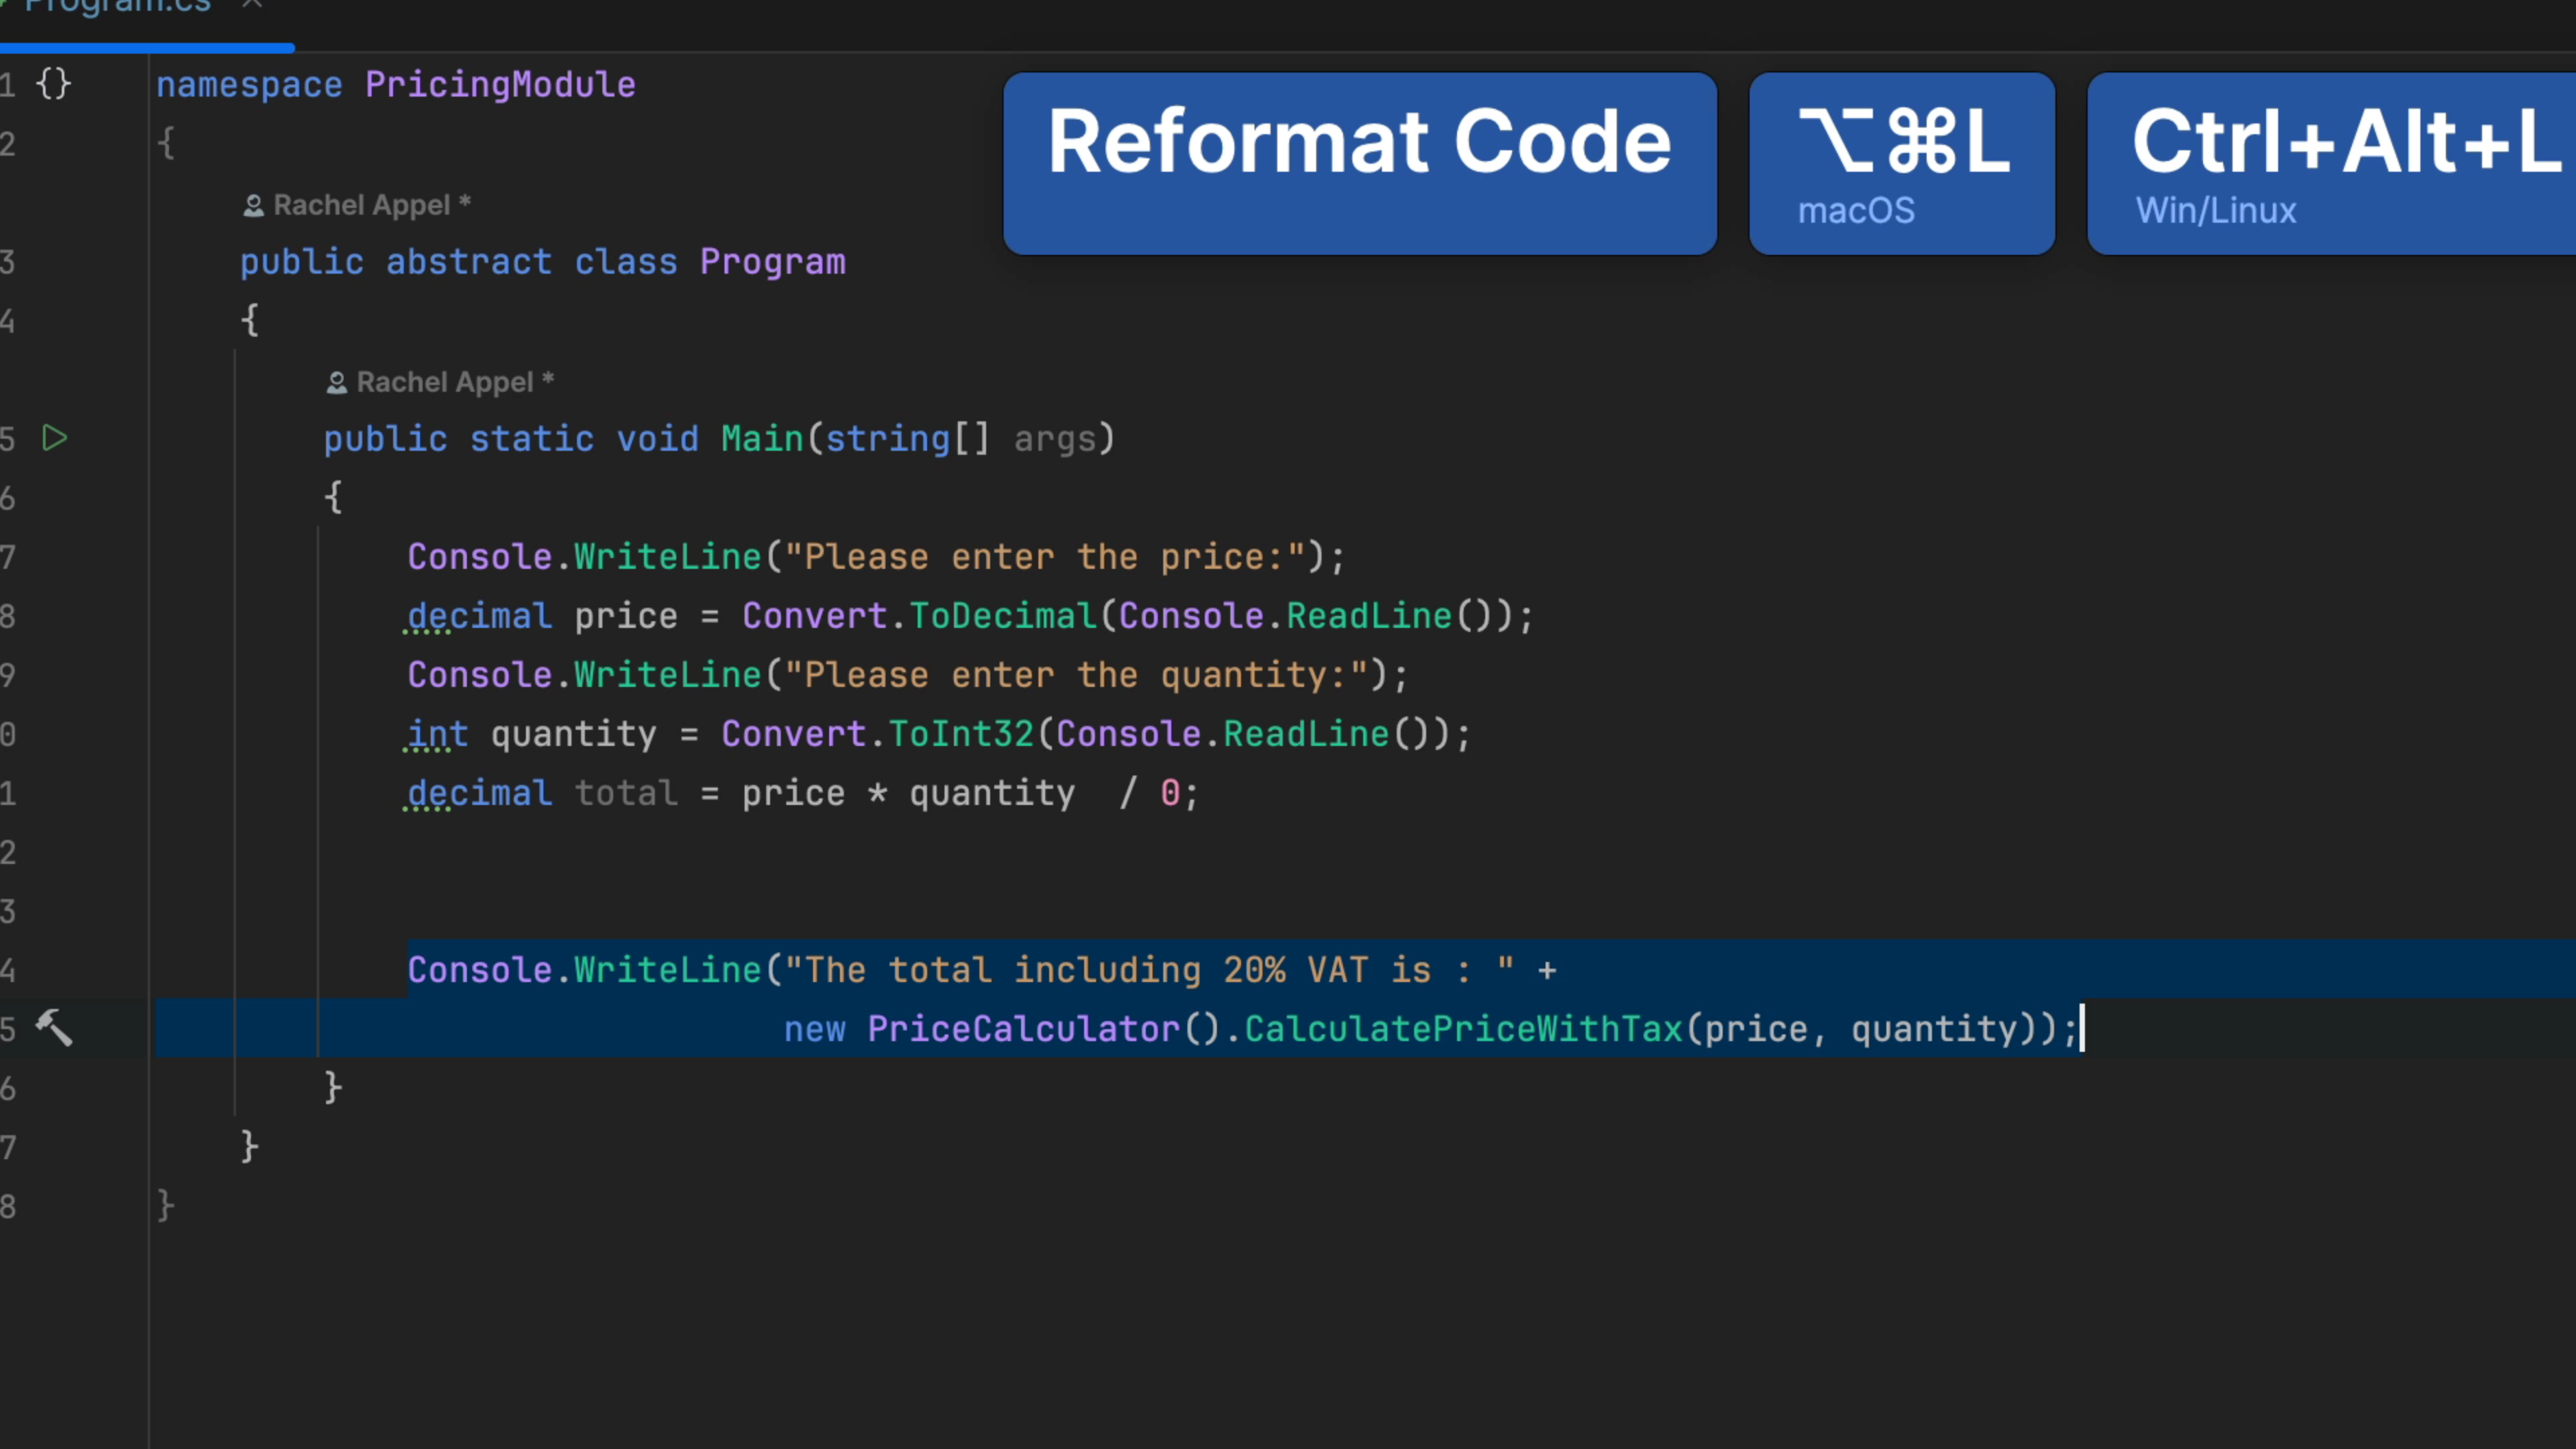 Program.cs
Reformat Code
⌥⌘L
macOS
Ctrl+Alt+L
Win/Linux
1 {} namespace PricingModule
2 {
Rachel Appel *
3 public abstract class Program
4 {
Rachel Appel *
5 public static void Main(string[] args)
6 {
7 Console.WriteLine("Please enter the price:");
8 decimal price = Convert.ToDecimal(Console.ReadLine());
9 Console.WriteLine("Please enter the quantity:");
0 int quantity = Convert.ToInt32(Console.ReadLine());
1 decimal total = price * quantity  / 0;
2
3
4 Console.WriteLine("The total including 20% VAT is : " +
5 new PriceCalculator().CalculatePriceWithTax(price, quantity));
6 }
7 }
8 }